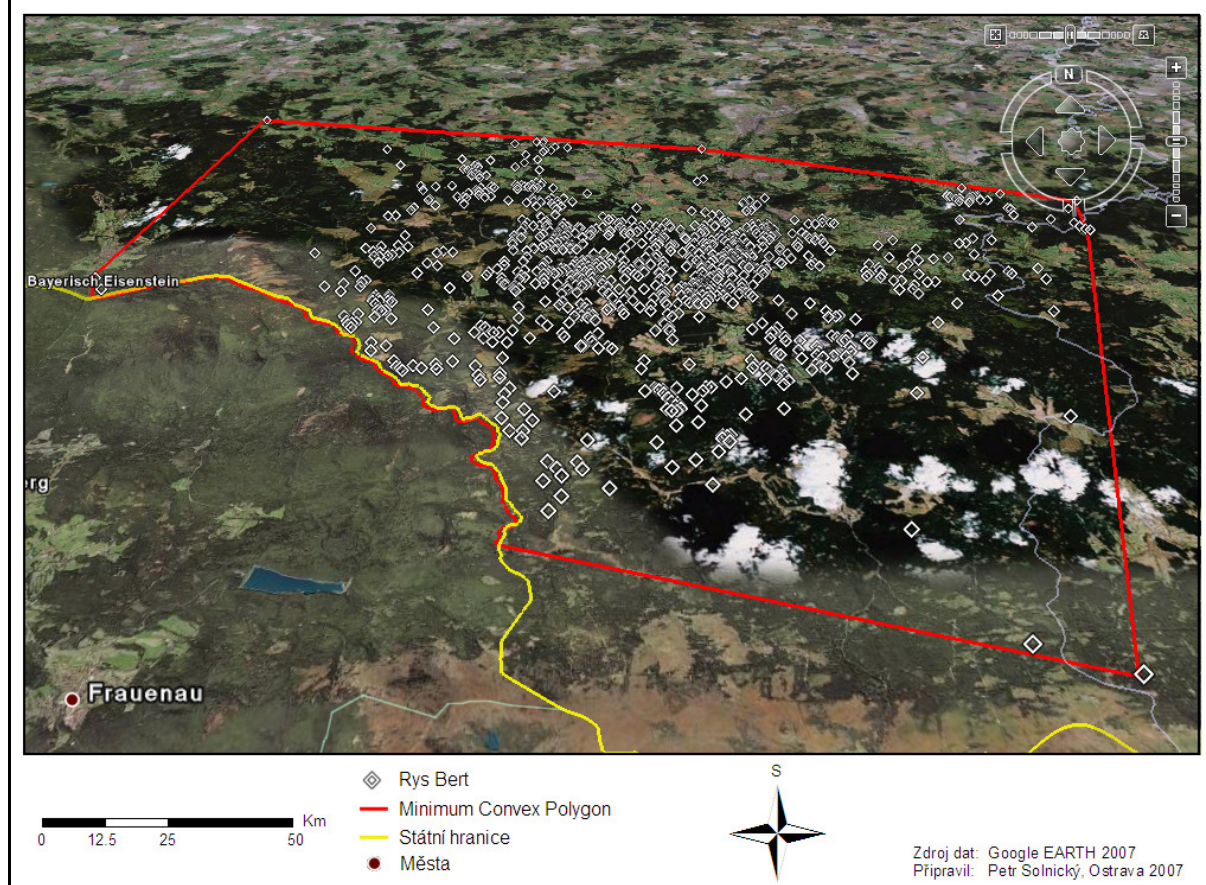 N
Bayerisch Eisenstein
erg
Frauenau
Rys Bert
Minimum Convex Polygon
Státní hranice
Města
0 12.5 25 50 Km
S
Zdroj dat: Google EARTH 2007
Připravil: Petr Solnický, Ostrava 2007